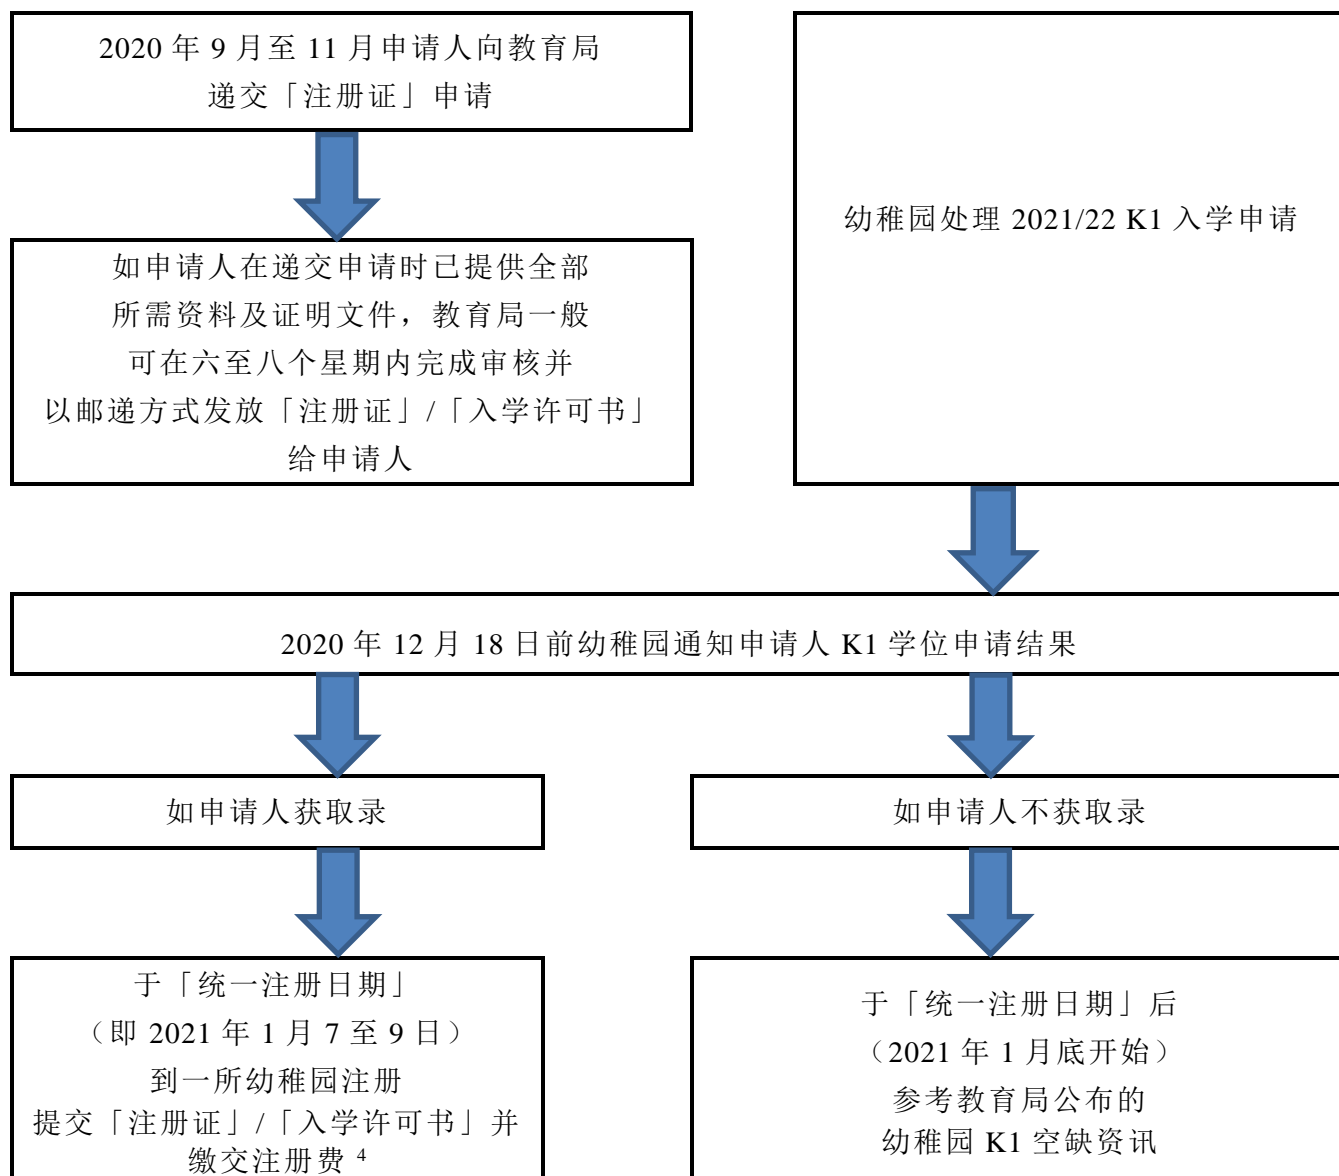 2020 年 9 月至 11 月申请人向教育局
递交「注册证」申请
如申请人在递交申请时已提供全部
所需资料及证明文件，教育局一般
可在六至八个星期内完成审核并
以邮递方式发放「注册证」/「入学许可书」
给申请人
幼稚园处理 2021/22 K1 入学申请
2020 年 12 月 18 日前幼稚园通知申请人 K1 学位申请结果
如申请人获取录
如申请人不获取录
于「统一注册日期」
（即 2021 年 1 月 7 至 9 日）
到一所幼稚园注册
提交「注册证」/「入学许可书」并
缴交注册费 4
于「统一注册日期」后
（2021 年 1 月底开始）
参考教育局公布的
幼稚园 K1 空缺资讯